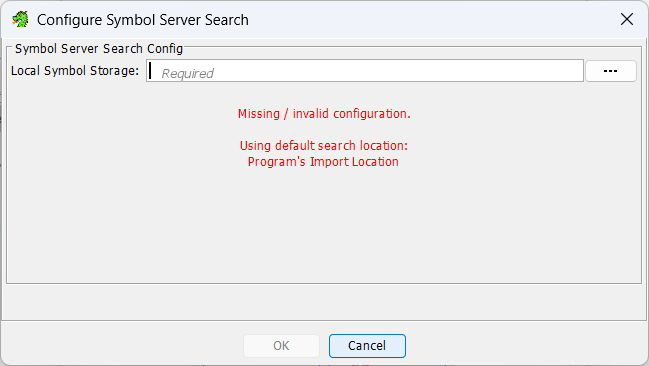 Configure Symbol Server Search
Symbol Server Search Config
Local Symbol Storage:
Required
...
Missing / invalid configuration.
Using default search location:
Program's Import Location
OK
Cancel